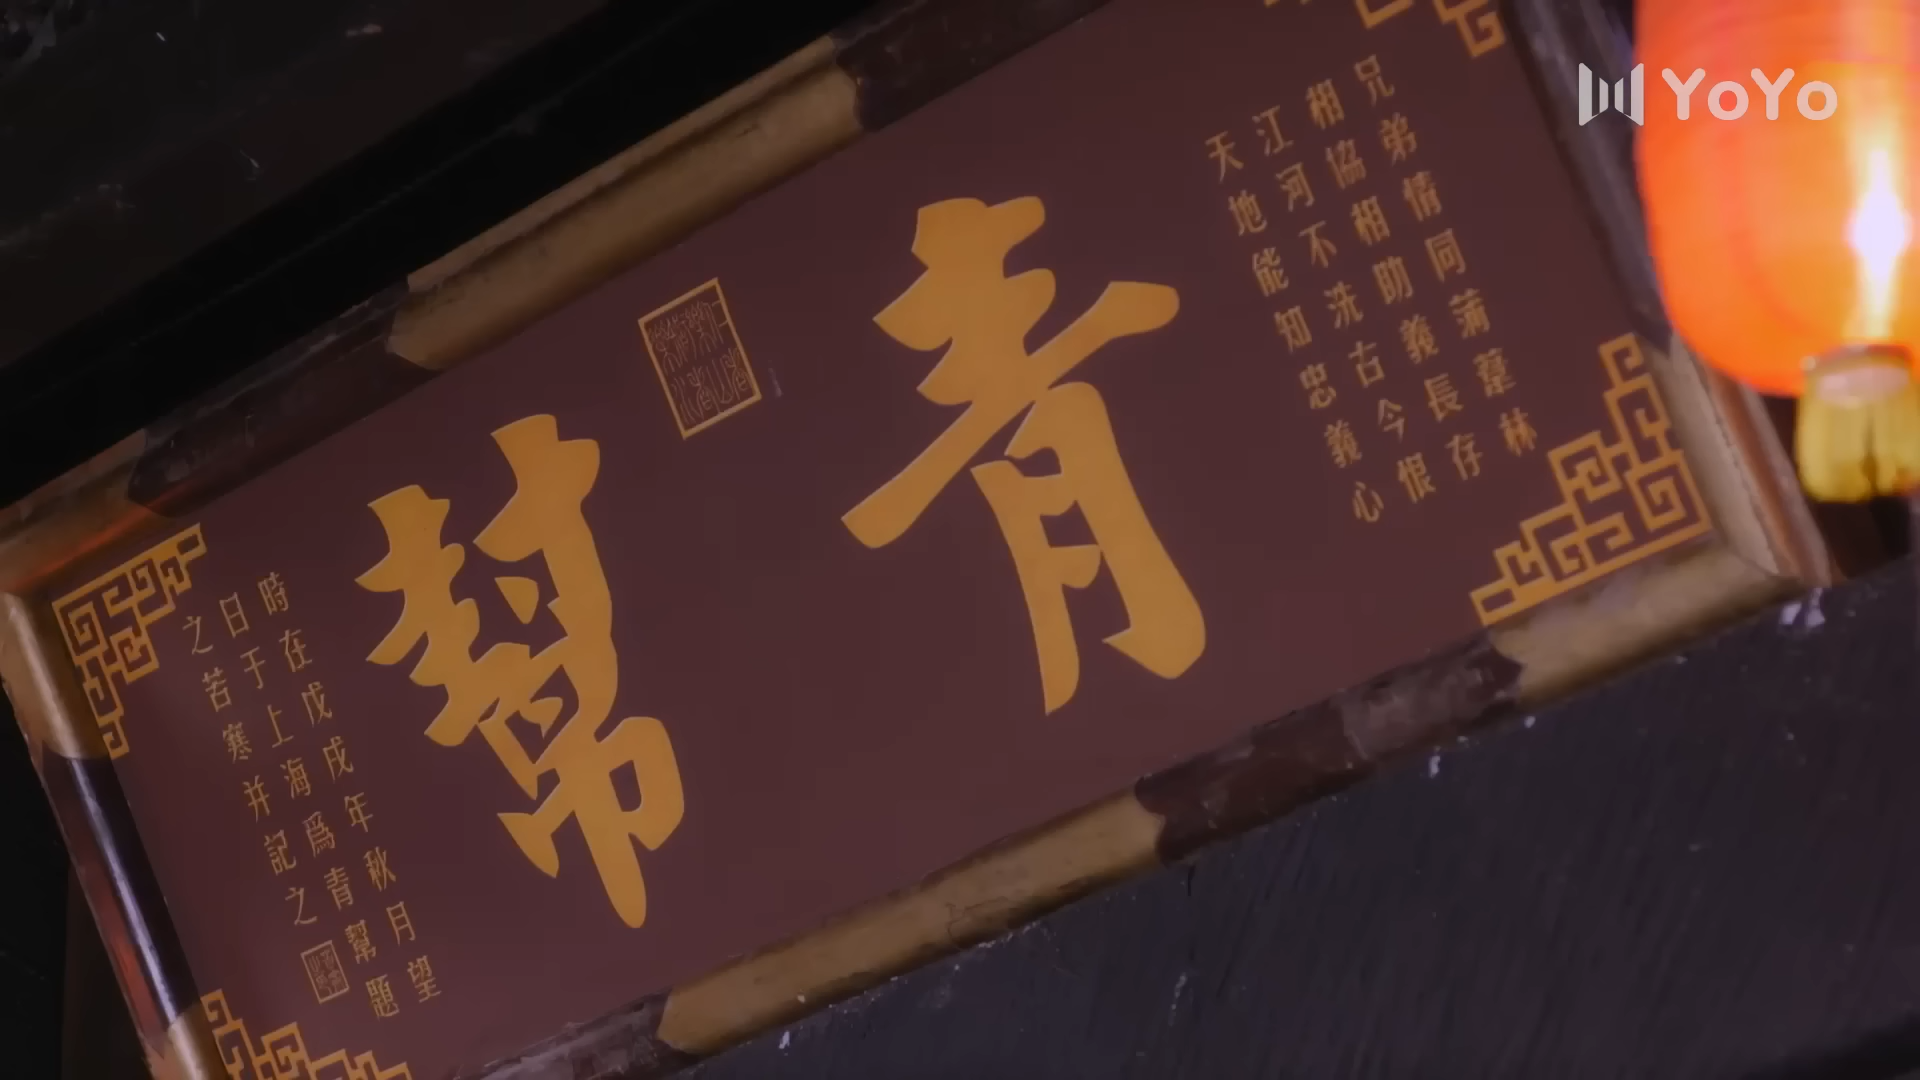 YoYo
兄弟情同蒲葦林
相協相助義長存
江河不洗古今恨
天地能知忠義心
青幫
時在戊戌年秋月望
日于上海爲青幫題
之苦寒并記之